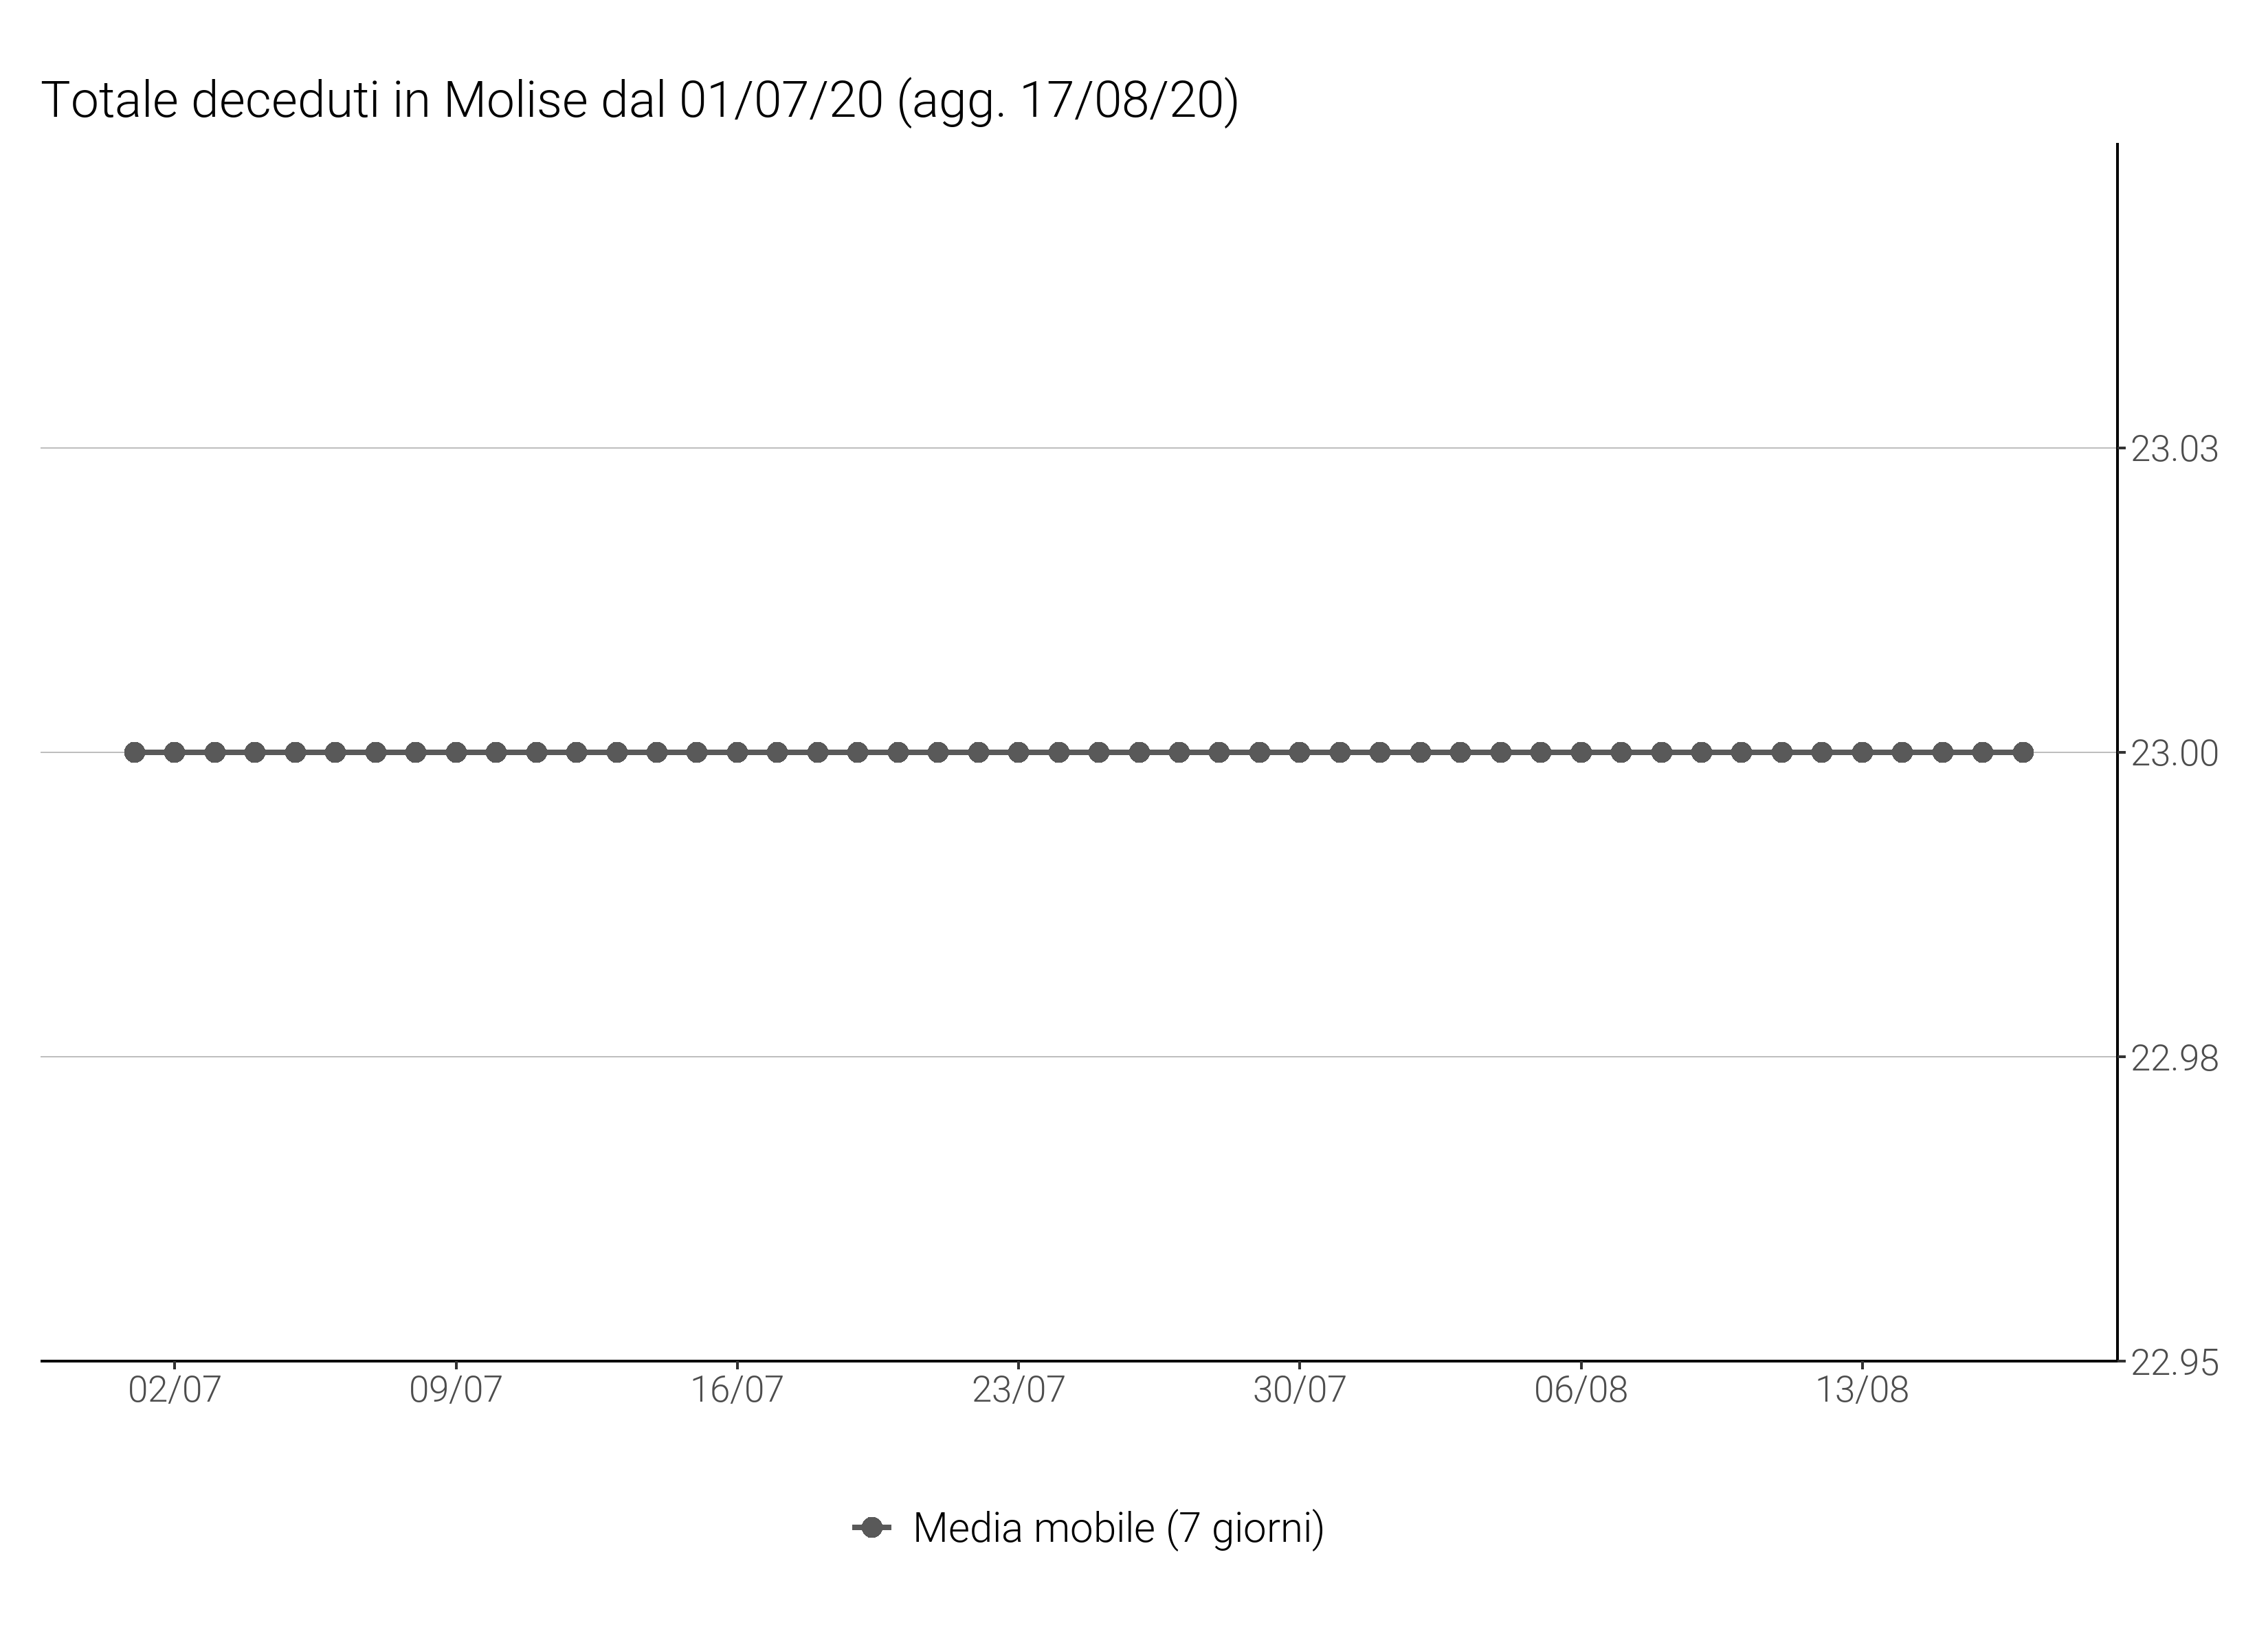 Totale deceduti in Molise dal 01/07/20 (agg. 17/08/20)
23.03
23.00
22.98
22.95
02/07 09/07 16/07 23/07 30/07 06/08 13/08
Media mobile (7 giorni)